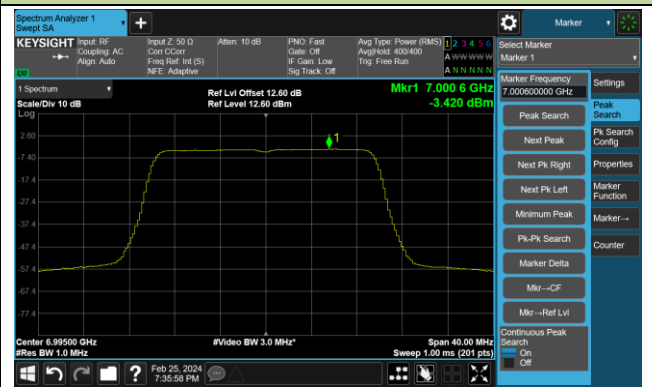 Spectrum Analyzer 1
Swept SA
Marker
KEYSIGHT
Input: RF
Coupling: AC
Align: Auto
Input Z: 50 Ω
Corr CCorr
Freq Ref: Int (S)
NFE: Adaptive
Atten: 10 dB
PNO: Fast
Gate: Off
IF Gain: Low
Sig Track: Off
Avg Type: Power (RMS)
Avg|Hold: 400/400
Trig: Free Run
1 2 3 4 5 6
A W W W W W
A N N N N N
LXI
Select Marker
Marker 1
1 Spectrum
Scale/Div 10 dB
Log
Ref Lvl Offset 12.60 dB
Ref Level 12.60 dBm
Mkr1 7.000 6 GHz
-3.420 dBm
2.60
-7.40
-17.4
-27.4
-37.4
-47.4
-57.4
-67.4
-77.4
1
Center 6.99500 GHz
#Res BW 1.0 MHz
#Video BW 3.0 MHz*
Span 40.00 MHz
Sweep 1.00 ms (201 pts)
Marker Frequency
7.000600000 GHz
Peak Search
Next Peak
Next Pk Right
Next Pk Left
Minimum Peak
Pk-Pk Search
Marker Delta
Mkr→CF
Mkr→Ref Lvl
Continuous Peak
Search
On
Off
Settings
Peak
Search
Pk Search
Config
Properties
Marker
Function
Marker→
Counter
?
Feb 25, 2024
7:35:58 PM